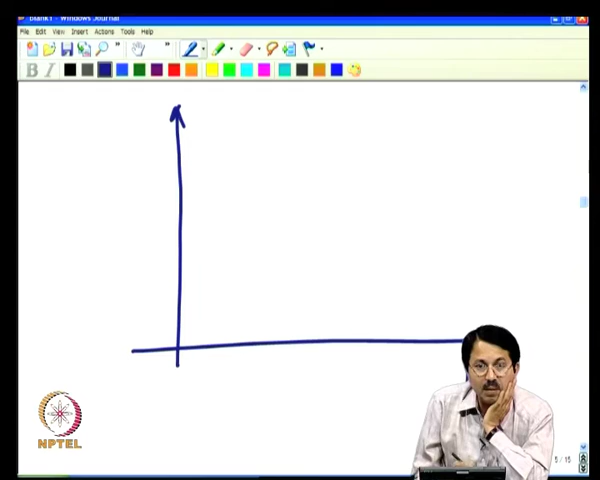 Blank1 - Windows Journal
File Edit View Insert Actions Tools Help
B I
NPTEL
5 / 15